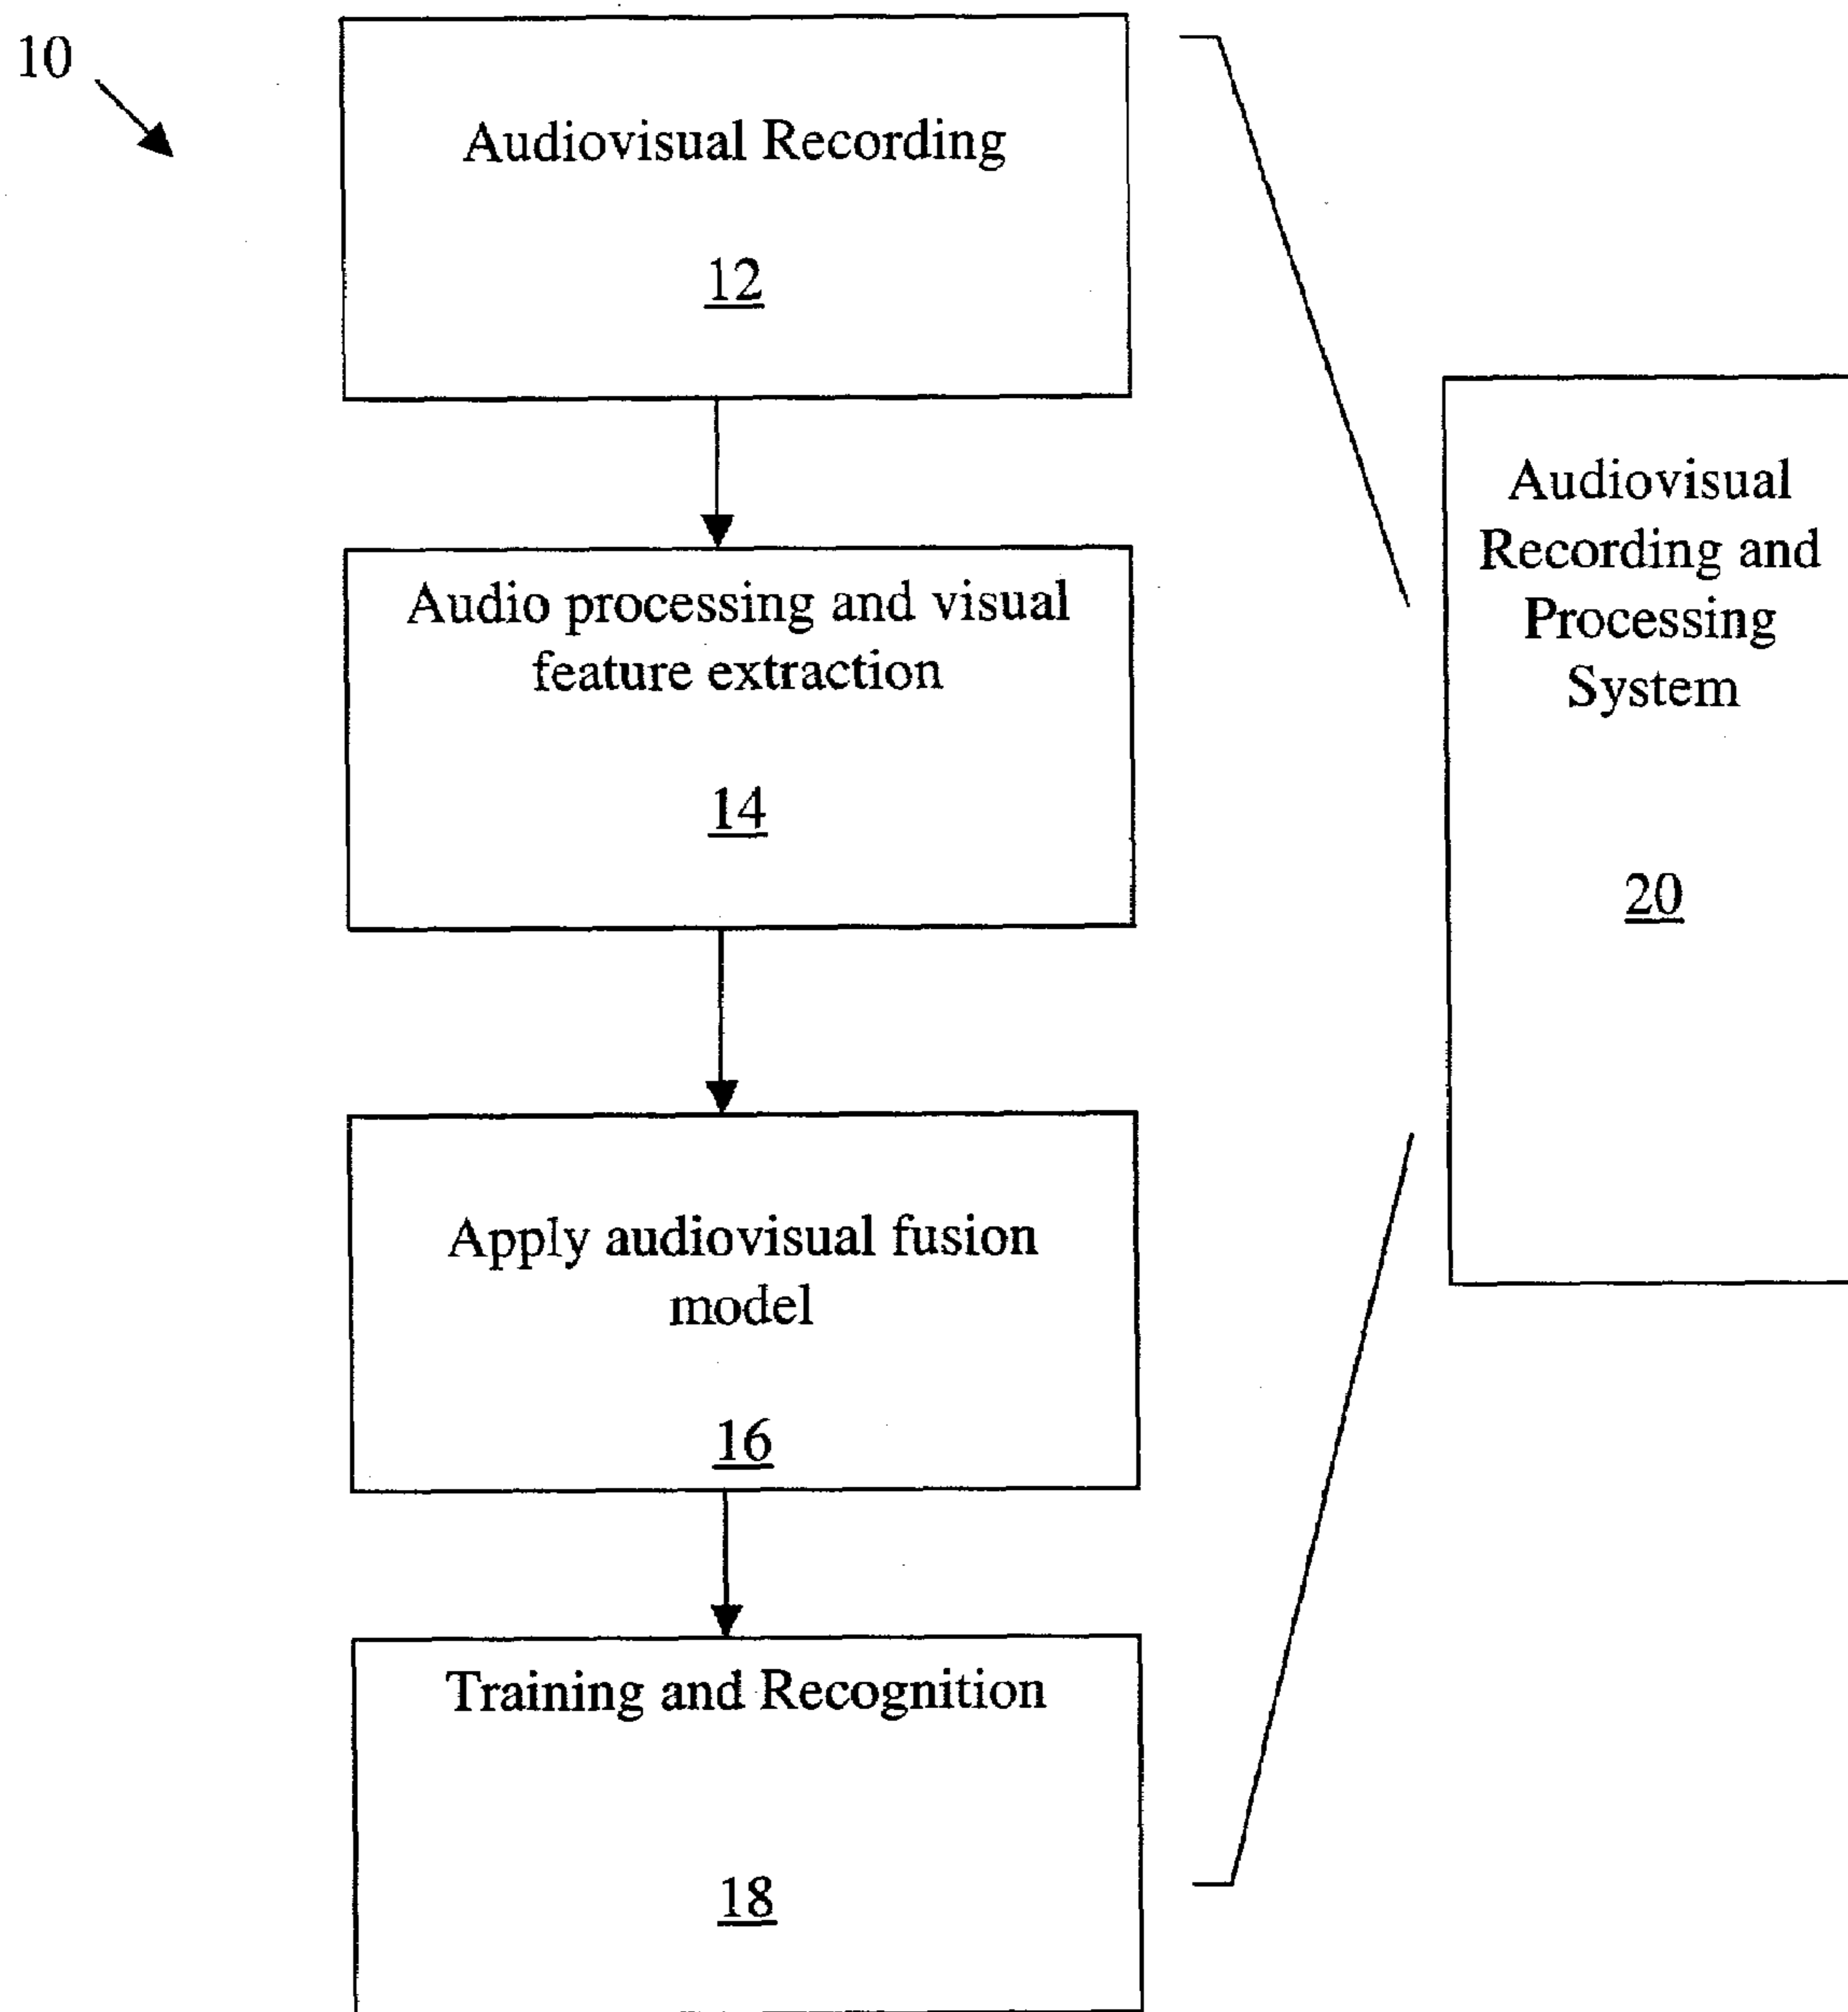 10
Audiovisual Recording
12
Audio processing and visual
feature extraction
14
Apply audiovisual fusion
model
16
Training and Recognition
18
Audiovisual
Recording and
Processing
System
20